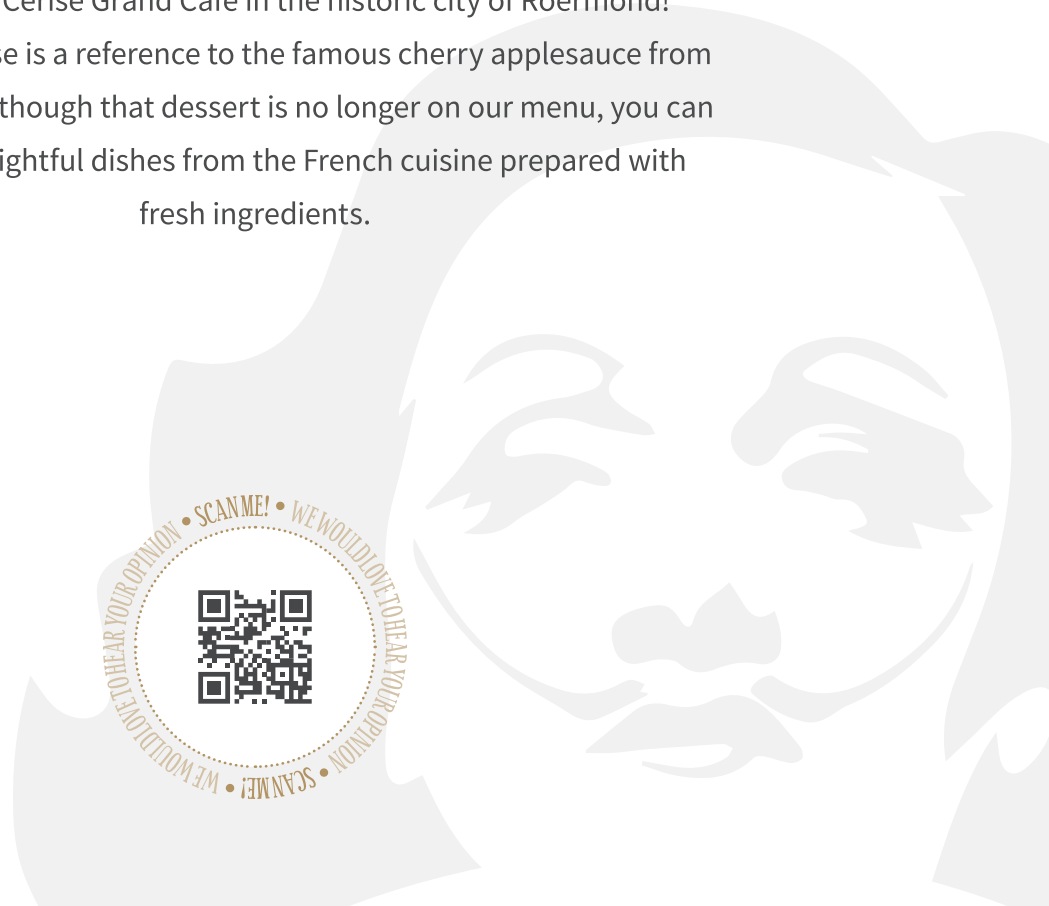 Cerise Grand Café in the historic city of Roermond!
is a reference to the famous cherry applesauce from
though that dessert is no longer on our menu, you can
dishes from the French cuisine prepared with
fresh ingredients.
SCAN ME! • WE WOULD LOVE TO HEAR YOUR OPINION •
SCAN ME! • WE WOULD LOVE TO HEAR YOUR OPINION •